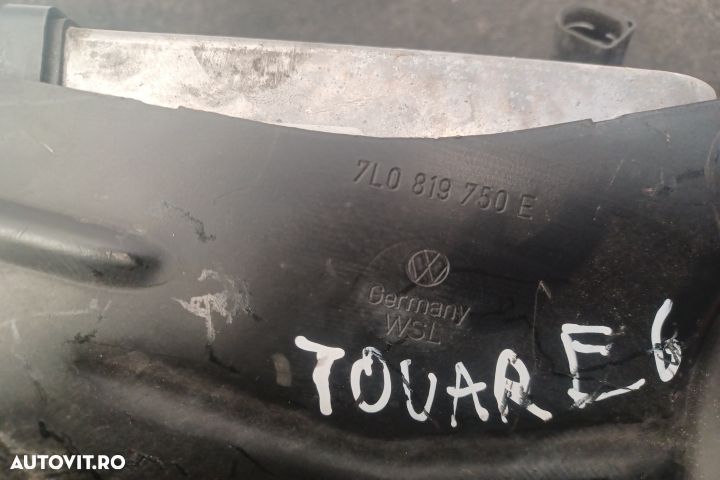 7L0 819 750 E
Germany
WSL
TOUAREG
AUTOVIT.RO